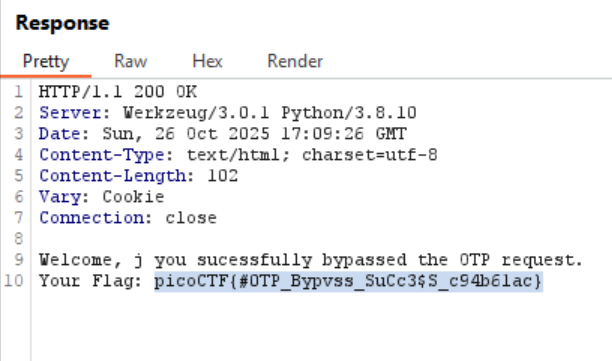 Response
Pretty Raw Hex Render
1 HTTP/1.1 200 OK
2 Server: Werkzeug/3.0.1 Python/3.8.10
3 Date: Sun, 26 Oct 2025 17:09:26 GMT
4 Content-Type: text/html; charset=utf-8
5 Content-Length: 102
6 Vary: Cookie
7 Connection: close
8
9 Welcome, j you sucessfully bypassed the OTP request.
10 Your Flag: picoCTF{#OTP_Bypvss_SuCc3$S_c94b61ac}